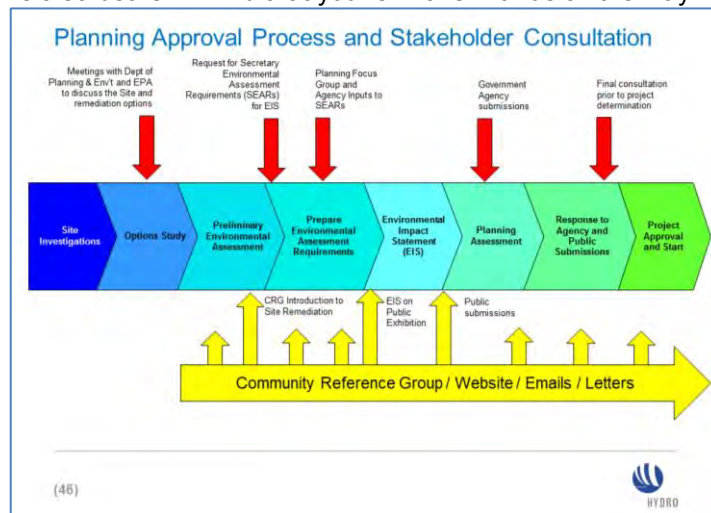 Planning Approval Process and Stakeholder Consultation
Meetings with Dept of
Planning & Env't and EPA
to discuss the Site and
remediation options
Request for Secretary
Environmental
Assessment
Requirements (SEARs)
for EIS
Planning Focus
Group and
Agency Inputs to
SEARs
Government
Agency
submissions
Final consultation
prior to project
determination
Site
Investigations
Options Study
Preliminary
Environmental
Assessment
Prepare
Environmental
Assessment
Requirements
Environmental
Impact
Statement
(EIS)
Planning
Assessment
Response to
Agency and
Public
Submissions
Project
Approval
and Start
CRG Introduction to
Site Remediation
EIS on
Public
Exhibition
Public
submissions
Community Reference Group / Website / Emails / Letters
(46)
HYDRO